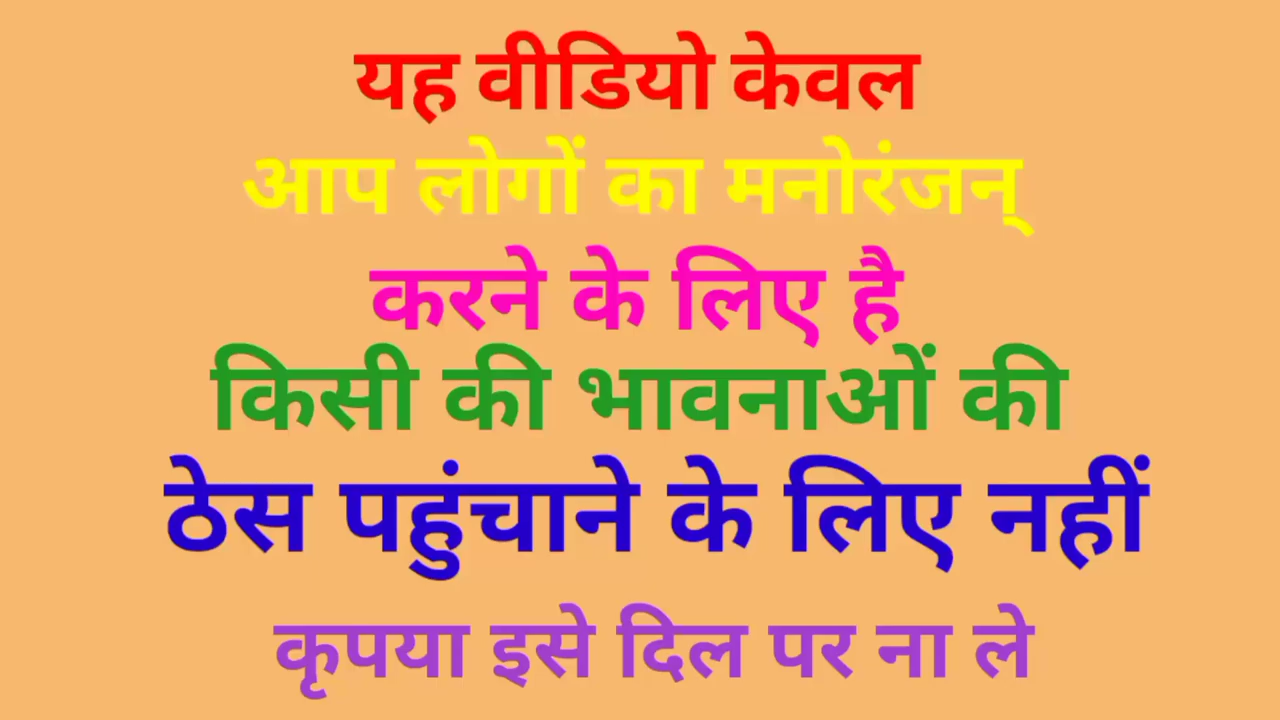 यह वीडियो केवल
आप लोगों का मनोरंजन्
करने के लिए है
किसी की भावनाओं की
ठेस पहुंचाने के लिए नहीं
कृपया इसे दिल पर ना ले